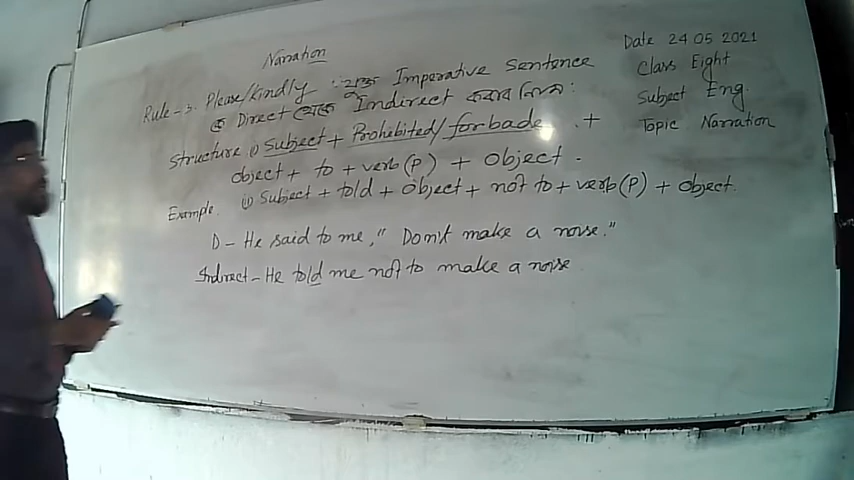 Narration
Rule-3. Please/kindly : যুক্ত Imperative Sentence
কে Direct থেকে Indirect করার নিয়ম:
Structure i) Subject + Prohibited/forbade +
object + to + verb(P) + Object.
ii) Subject + told + object + not to + verb(P) + object.
Example.
D – He said to me, " Don't make a noise."
Indirect – He told me not to make a noise
Date 24.05.2021
Class Eight
Subject Eng.
Topic Narration